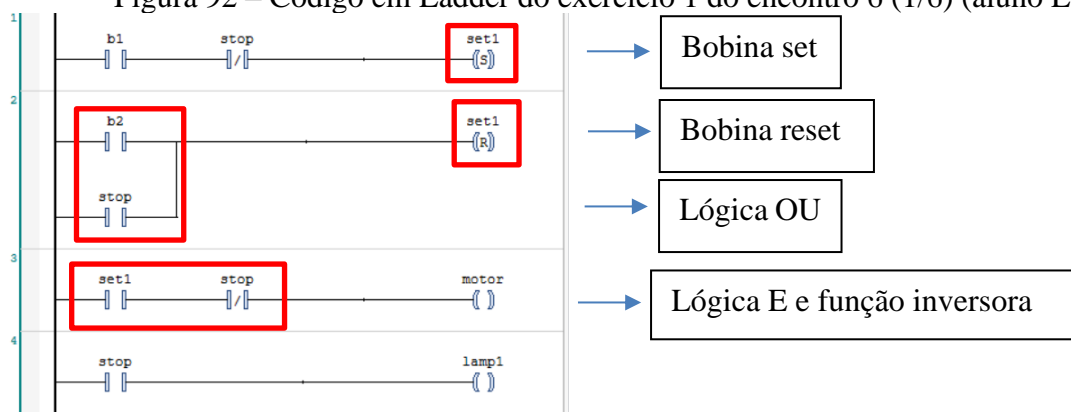 Figura 92 – Código em Ladder do exercício 1 do encontro 6 (1/6) (aluno E
1
b1 stop set1
S
Bobina set
2
b2 set1
R
Bobina reset
stop
Lógica OU
3
set1 stop motor
Lógica E e função inversora
4
stop lamp1